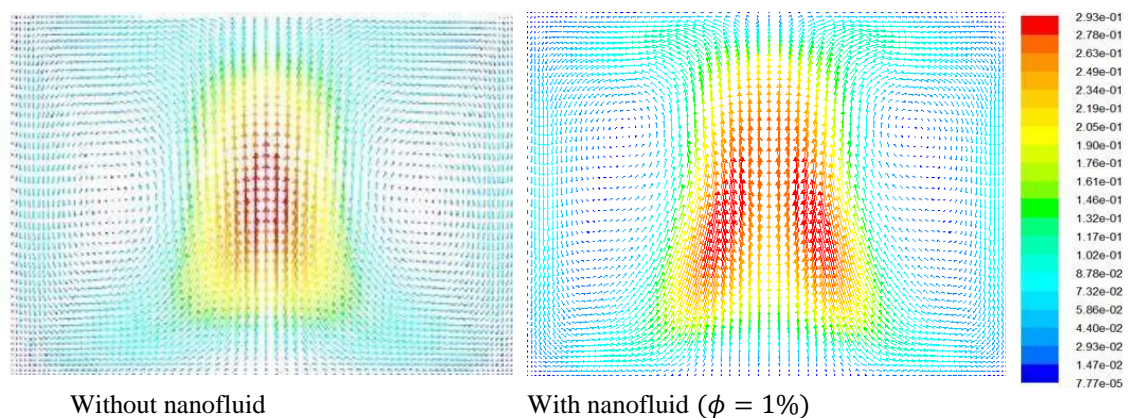 2.93e-01
2.78e-01
2.63e-01
2.49e-01
2.34e-01
2.19e-01
2.05e-01
1.90e-01
1.76e-01
1.61e-01
1.46e-01
1.32e-01
1.17e-01
1.02e-01
8.78e-02
7.32e-02
5.86e-02
4.40e-02
2.93e-02
1.47e-02
7.77e-05
Without nanofluid
With nanofluid (𝜙 = 1%)